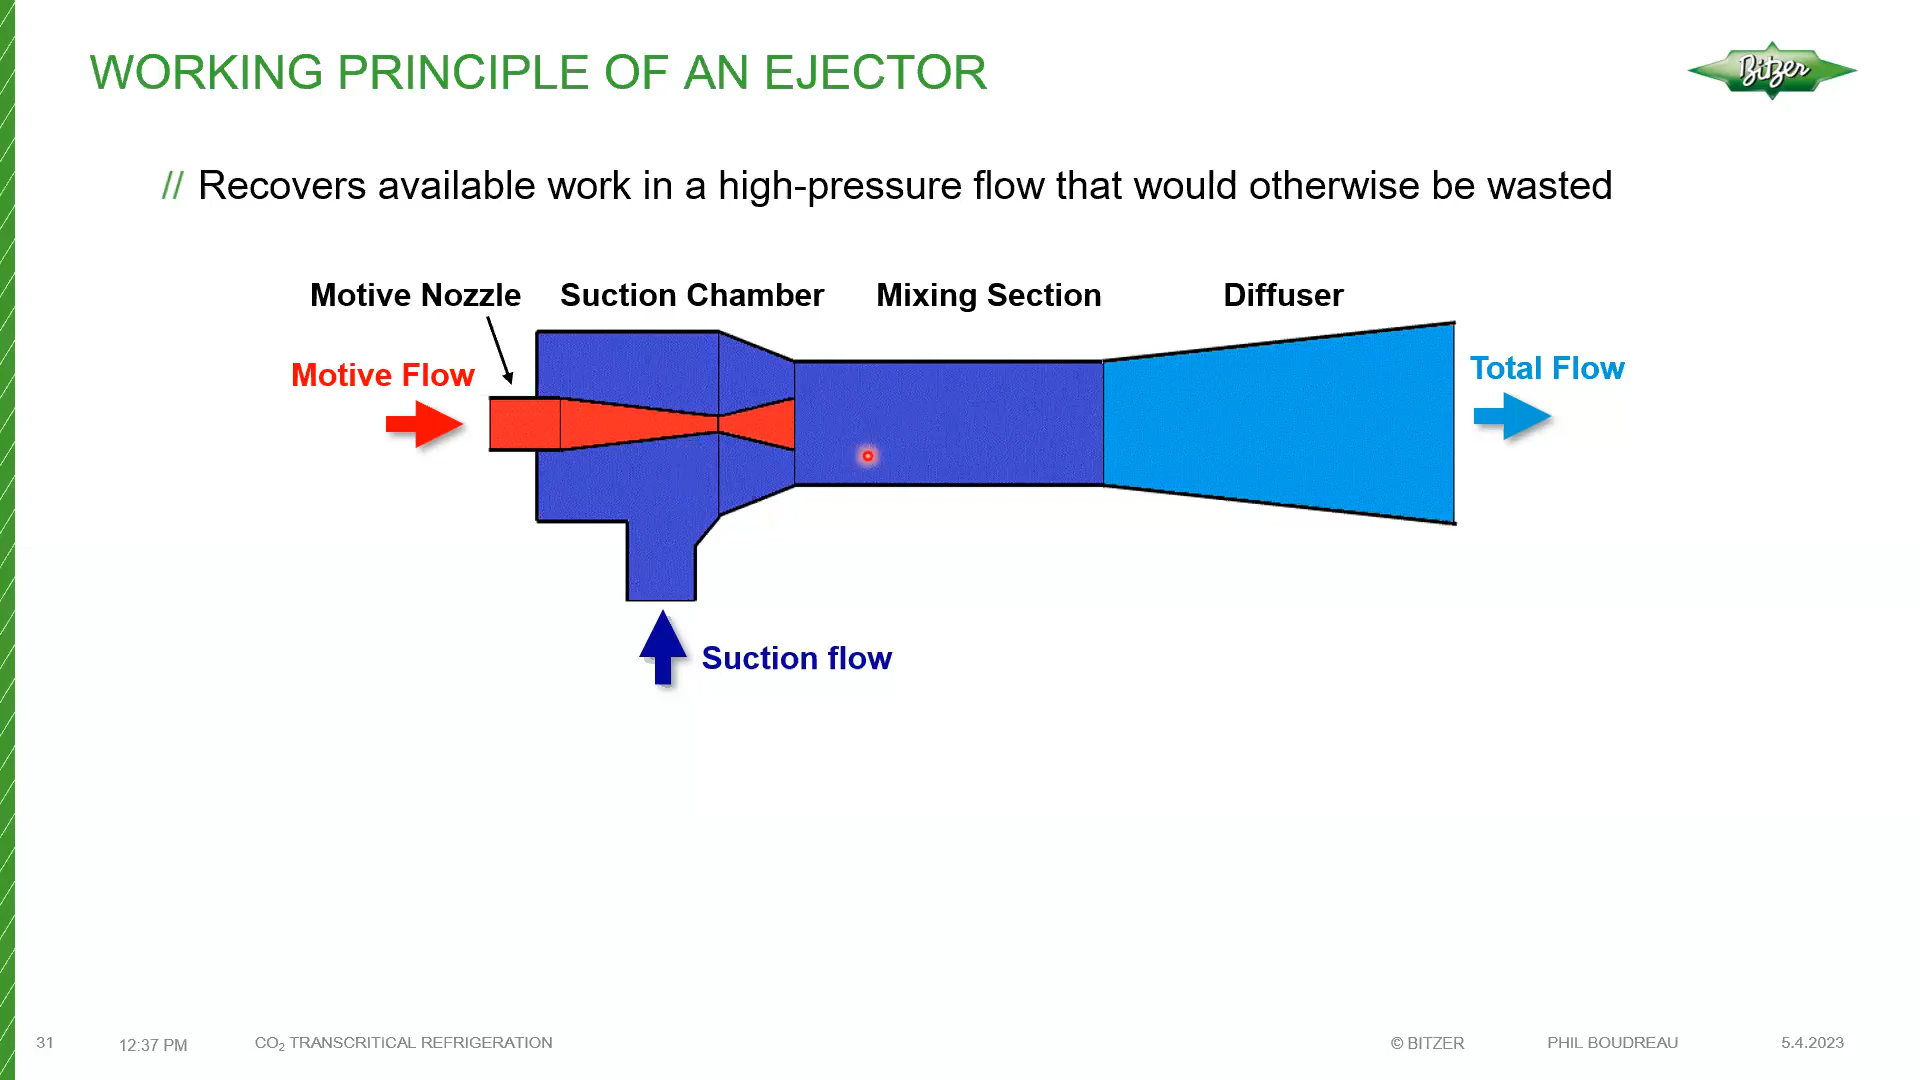 WORKING PRINCIPLE OF AN EJECTOR
Bitzer
// Recovers available work in a high-pressure flow that would otherwise be wasted
Motive Nozzle
Suction Chamber
Mixing Section
Diffuser
Motive Flow
Total Flow
Suction flow
31
12:37 PM
CO₂ TRANSCRITICAL REFRIGERATION
© BITZER
PHIL BOUDREAU
5.4.2023